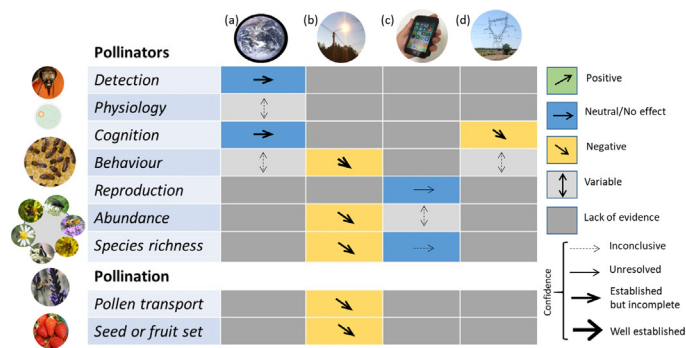 (a) (b) (c) (d)
Pollinators
Detection
Physiology
Cognition
Behaviour
Reproduction
Abundance
Species richness
Pollination
Pollen transport
Seed or fruit set
Positive
Neutral/No effect
Negative
Variable
Lack of evidence
Confidence
Inconclusive
Unresolved
Established
but incomplete
Well established